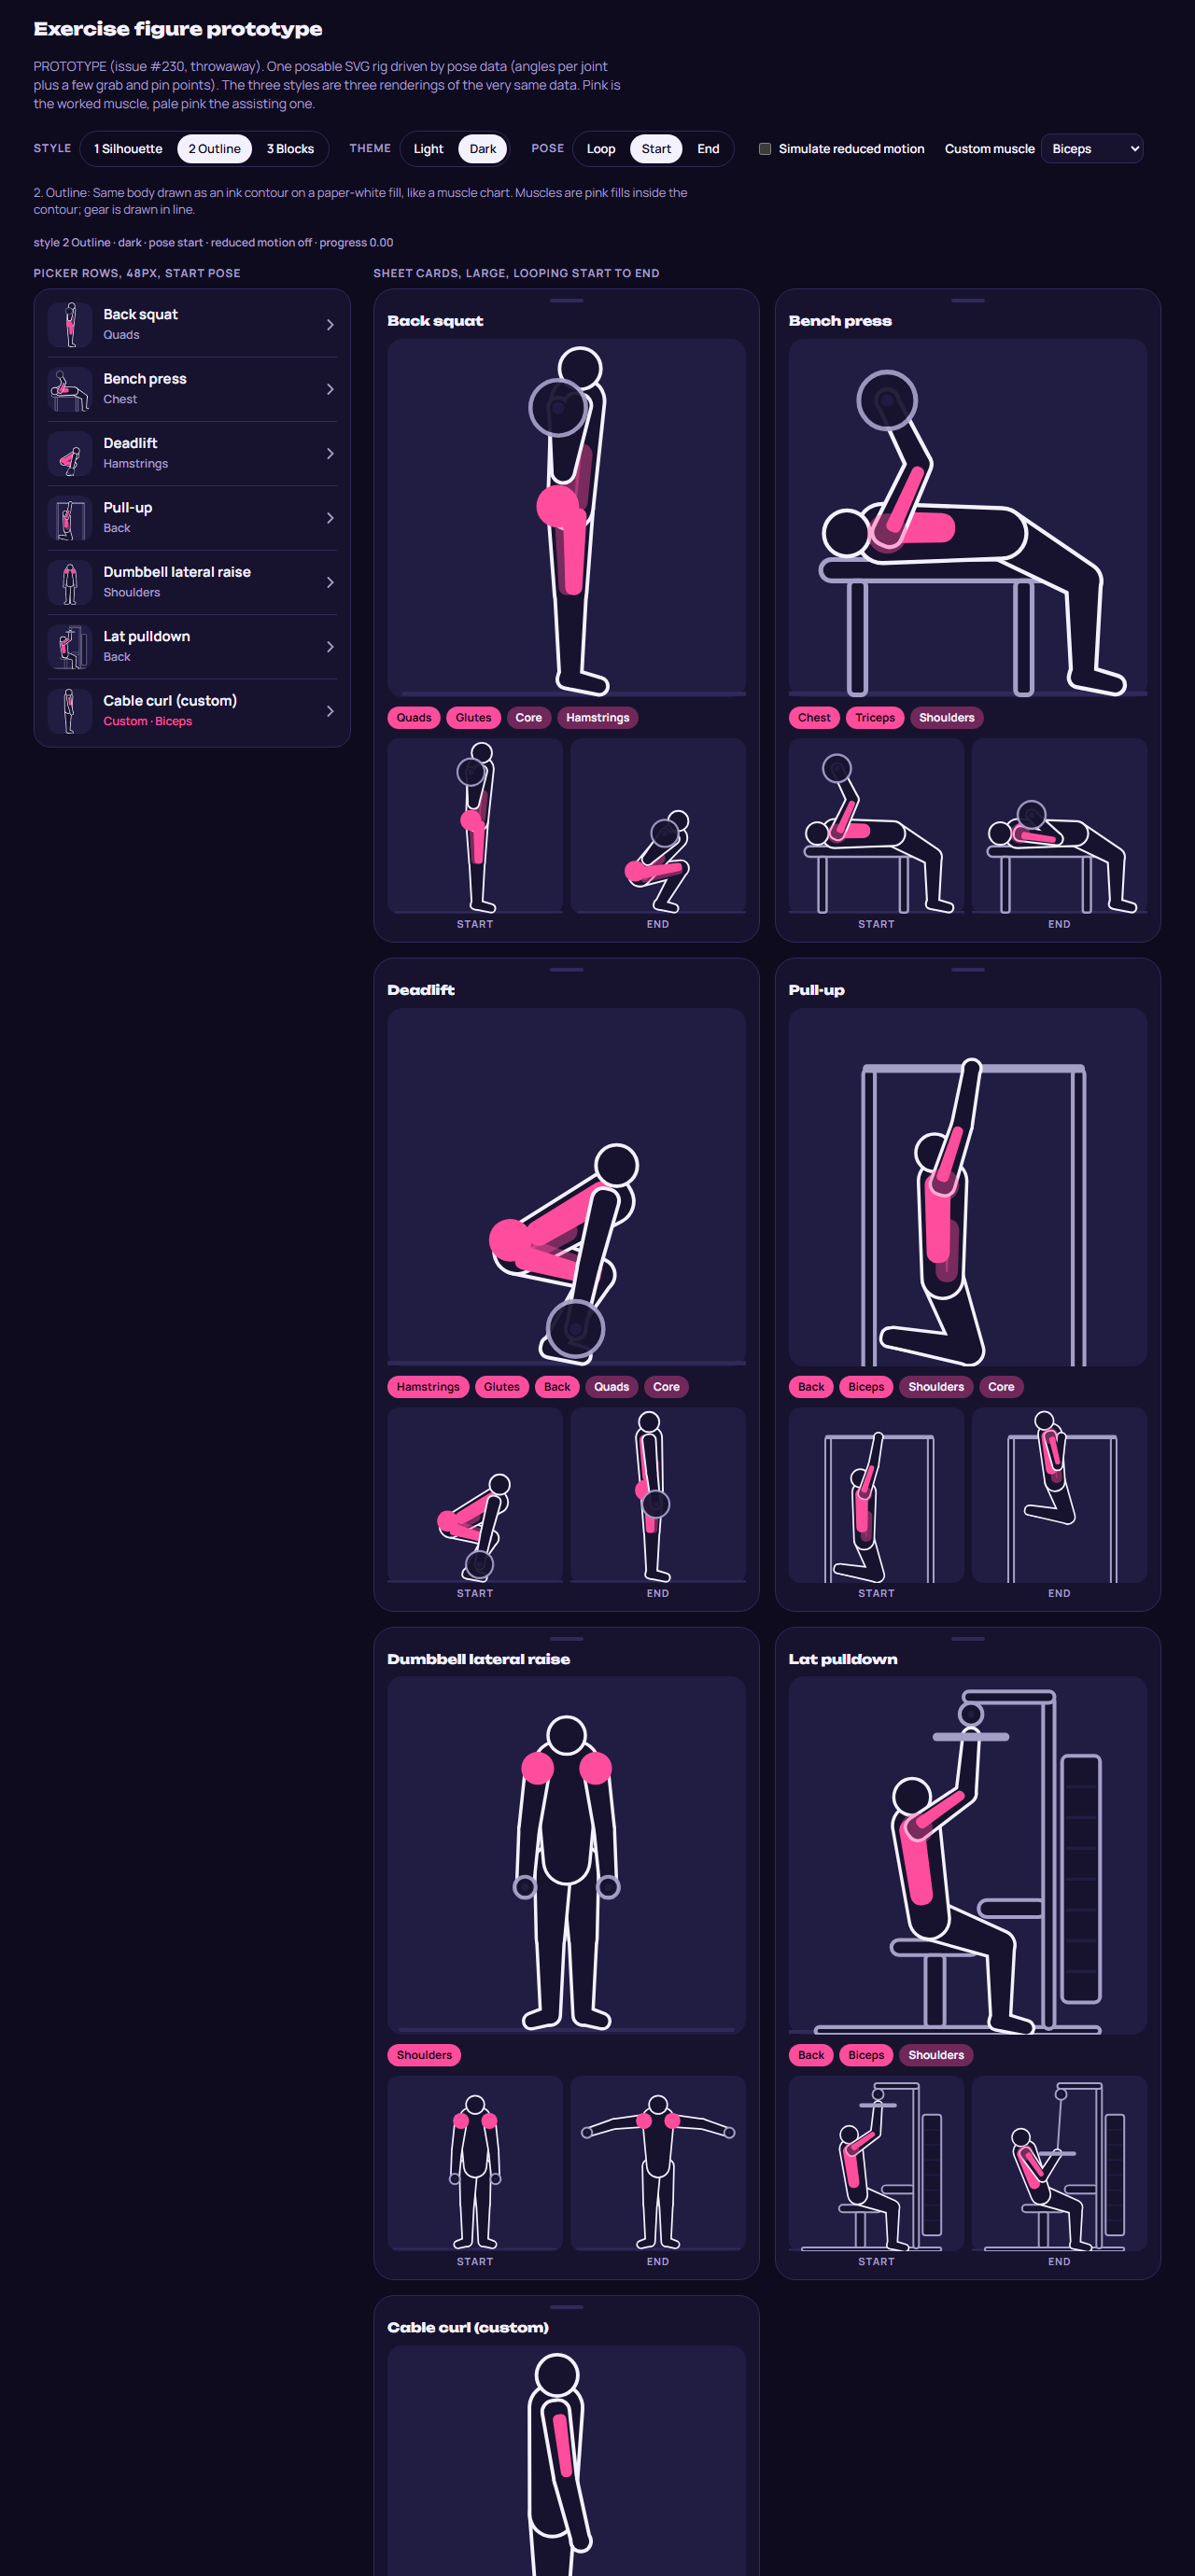 Exercise figure prototype
PROTOTYPE (issue #230, throwaway). One posable SVG rig driven by pose data (angles per joint
plus a few grab and pin points). The three styles are three renderings of the very same data. Pink is
the worked muscle, pale pink the assisting one.
STYLE 1 Silhouette 2 Outline 3 Blocks THEME Light Dark POSE Loop Start End Simulate reduced motion Custom muscle Biceps
2. Outline: Same body drawn as an ink contour on a paper-white fill, like a muscle chart. Muscles are pink fills inside the
contour; gear is drawn in line.
style 2 Outline · dark · pose start · reduced motion off · progress 0.00
PICKER ROWS, 48PX, START POSE
Back squat
Quads
Bench press
Chest
Deadlift
Hamstrings
Pull-up
Back
Dumbbell lateral raise
Shoulders
Lat pulldown
Back
Cable curl (custom)
Custom · Biceps
SHEET CARDS, LARGE, LOOPING START TO END
Back squat
Quads Glutes Core Hamstrings
START END
Bench press
Chest Triceps Shoulders
START END
Deadlift
Hamstrings Glutes Back Quads Core
START END
Pull-up
Back Biceps Shoulders Core
START END
Dumbbell lateral raise
Shoulders
START END
Lat pulldown
Back Biceps Shoulders
START END
Cable curl (custom)